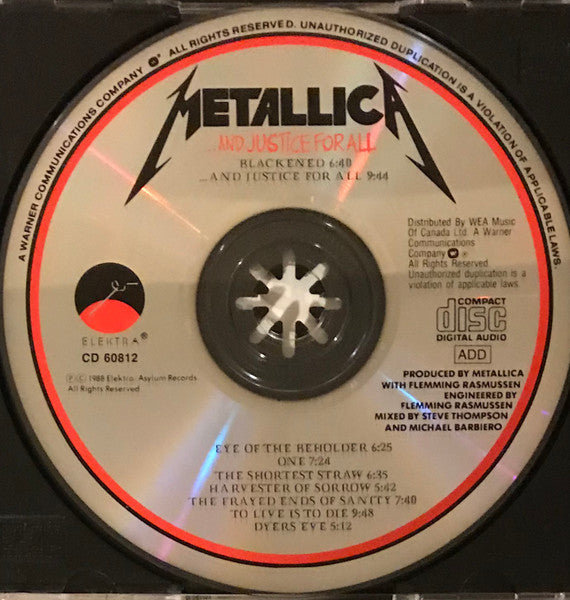 A WARNER COMMUNICATIONS COMPANY ⓦ ® ALL RIGHTS RESERVED. UNAUTHORIZED DUPLICATION IS A VIOLATION OF APPLICABLE LAWS.
METALLICA
...AND JUSTICE FOR ALL
BLACKENED 6:40
...AND JUSTICE FOR ALL 9:44
Distributed By WEA Music
Of Canada Ltd. A Warner
Communications
Company ⓦ ®
All Rights Reserved
Unauthorized duplication is a
violation of applicable laws.
ELEKTRA®
CD 60812
℗ © 1988 Elektra/Asylum Records
All Rights Reserved.
COMPACT
disc
DIGITAL AUDIO
ADD
PRODUCED BY METALLICA
WITH FLEMMING RASMUSSEN
ENGINEERED BY
FLEMMING RASMUSSEN
MIXED BY STEVE THOMPSON
AND MICHAEL BARBIERO
EYE OF THE BEHOLDER 6:25
ONE 7:24
THE SHORTEST STRAW 6:35
HARVESTER OF SORROW 5:42
THE FRAYED ENDS OF SANITY 7:40
TO LIVE IS TO DIE 9:48
DYERS EVE 5:12